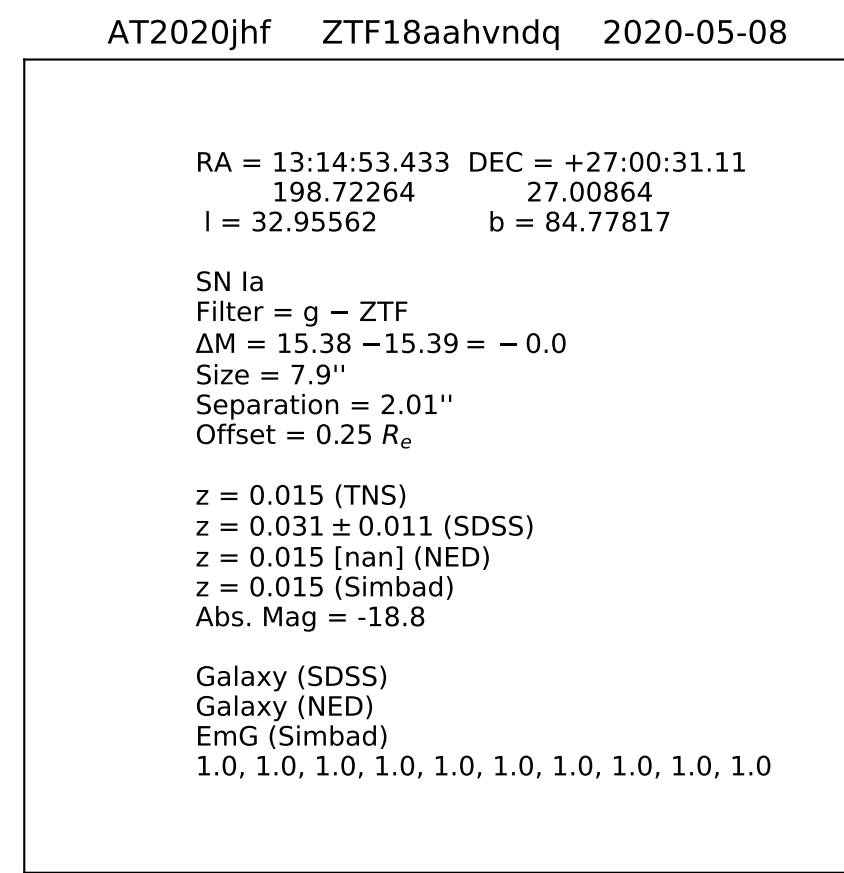 AT2020jhf ZTF18aahvndq 2020-05-08
RA = 13:14:53.433 DEC = +27:00:31.11
198.72264 27.00864
l = 32.95562 b = 84.77817
SN Ia
Filter = g − ZTF
ΔM = 15.38 −15.39 = − 0.0
Size = 7.9''
Separation = 2.01''
Offset = 0.25 Rₑ
z = 0.015 (TNS)
z = 0.031 ± 0.011 (SDSS)
z = 0.015 [nan] (NED)
z = 0.015 (Simbad)
Abs. Mag = -18.8
Galaxy (SDSS)
Galaxy (NED)
EmG (Simbad)
1.0, 1.0, 1.0, 1.0, 1.0, 1.0, 1.0, 1.0, 1.0, 1.0